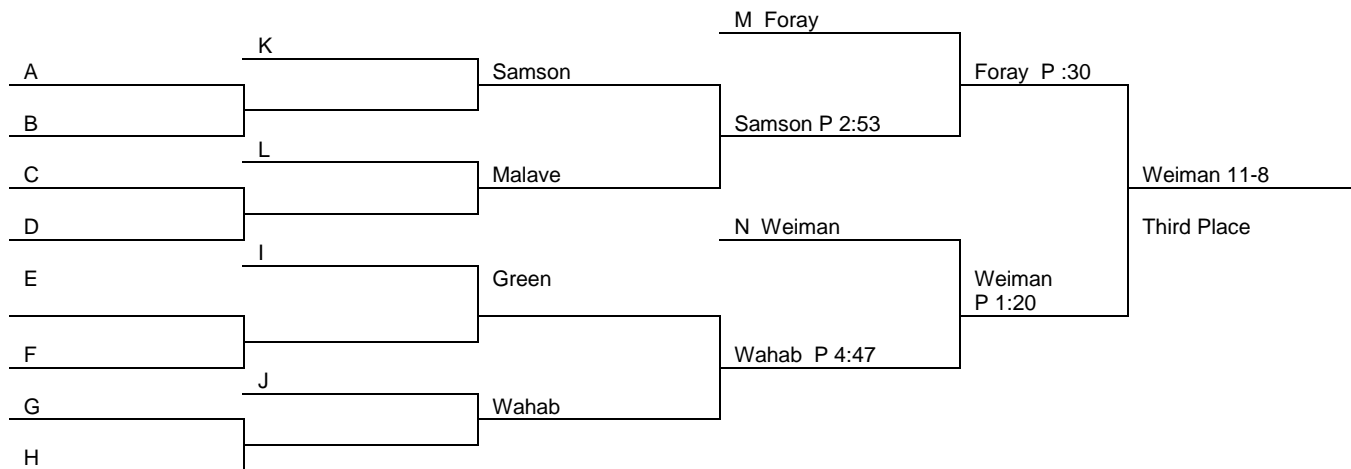 M Foray
K
A
Samson
Foray P :30
B
Samson P 2:53
L
C
Malave
Weiman 11-8
D
N Weiman
Third Place
I
E
Green
Weiman
P 1:20
F
Wahab P 4:47
J
G
Wahab
H